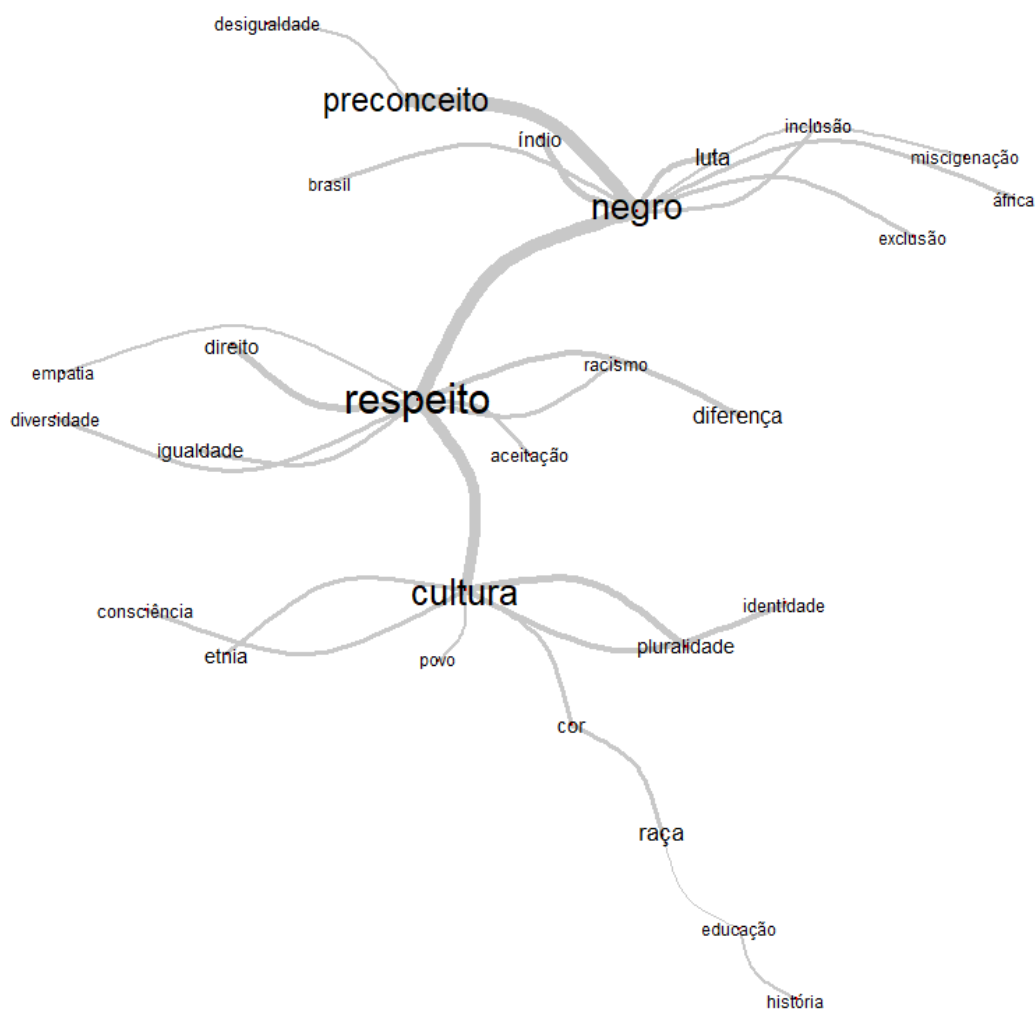 desigualdade
preconceito
índio
inclusão
luta
miscigenação
brasil
áfrica
negro
exclusão
direito
racismo
empatia
respeito
diferença
diversidade
igualdade
aceitação
cultura
identidade
consciência
etnia
povo
pluralidade
cor
raça
educação
história